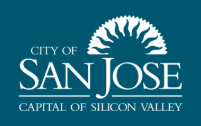 CITY OF
SAN JOSE
CAPITAL OF SILICON VALLEY